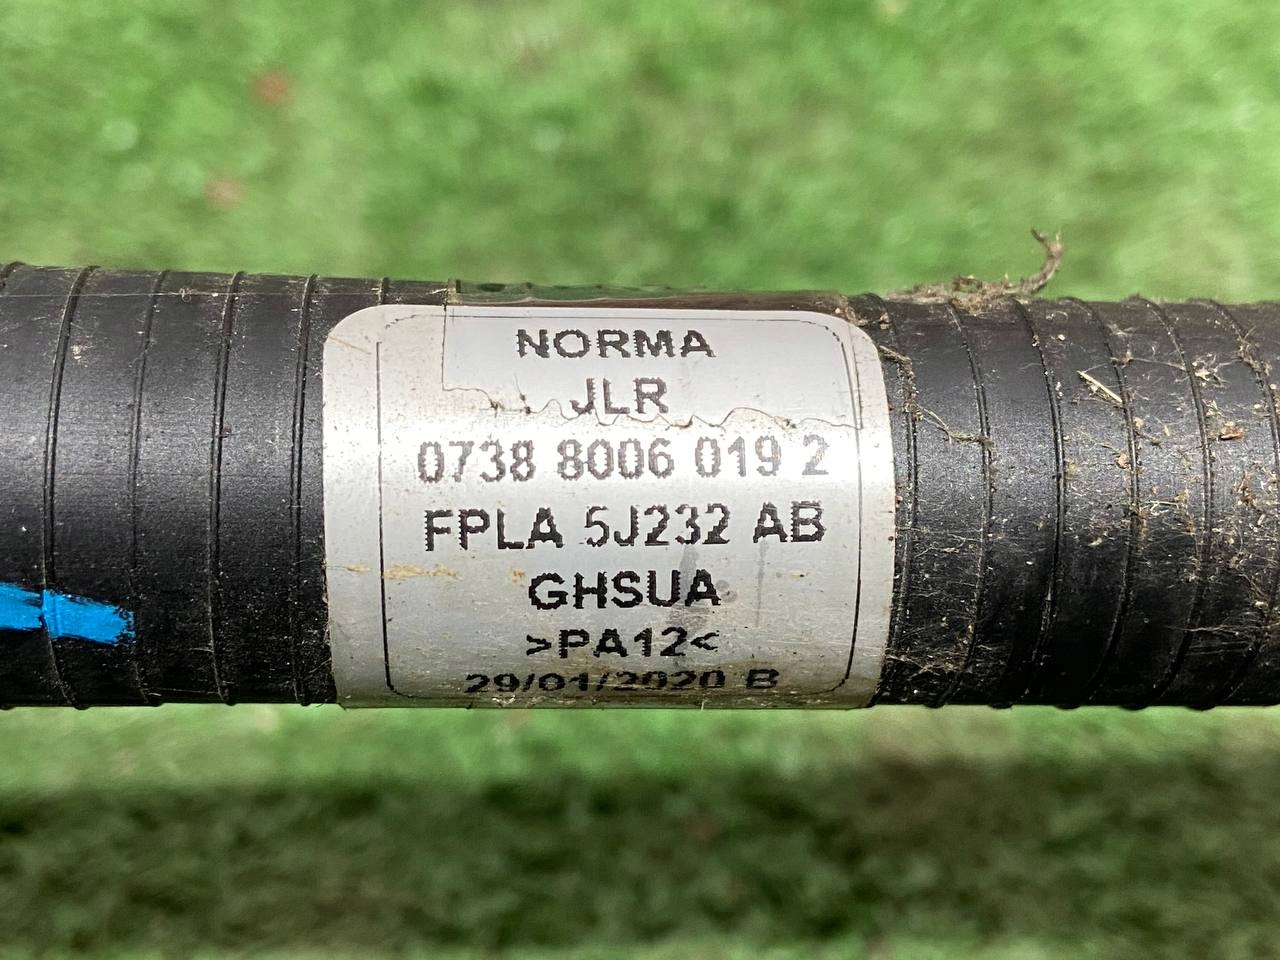 NORMA
JLR
0738 8006 019 2
FPLA 5J232 AB
GHSUA
>PA12<
29/01/2020 B